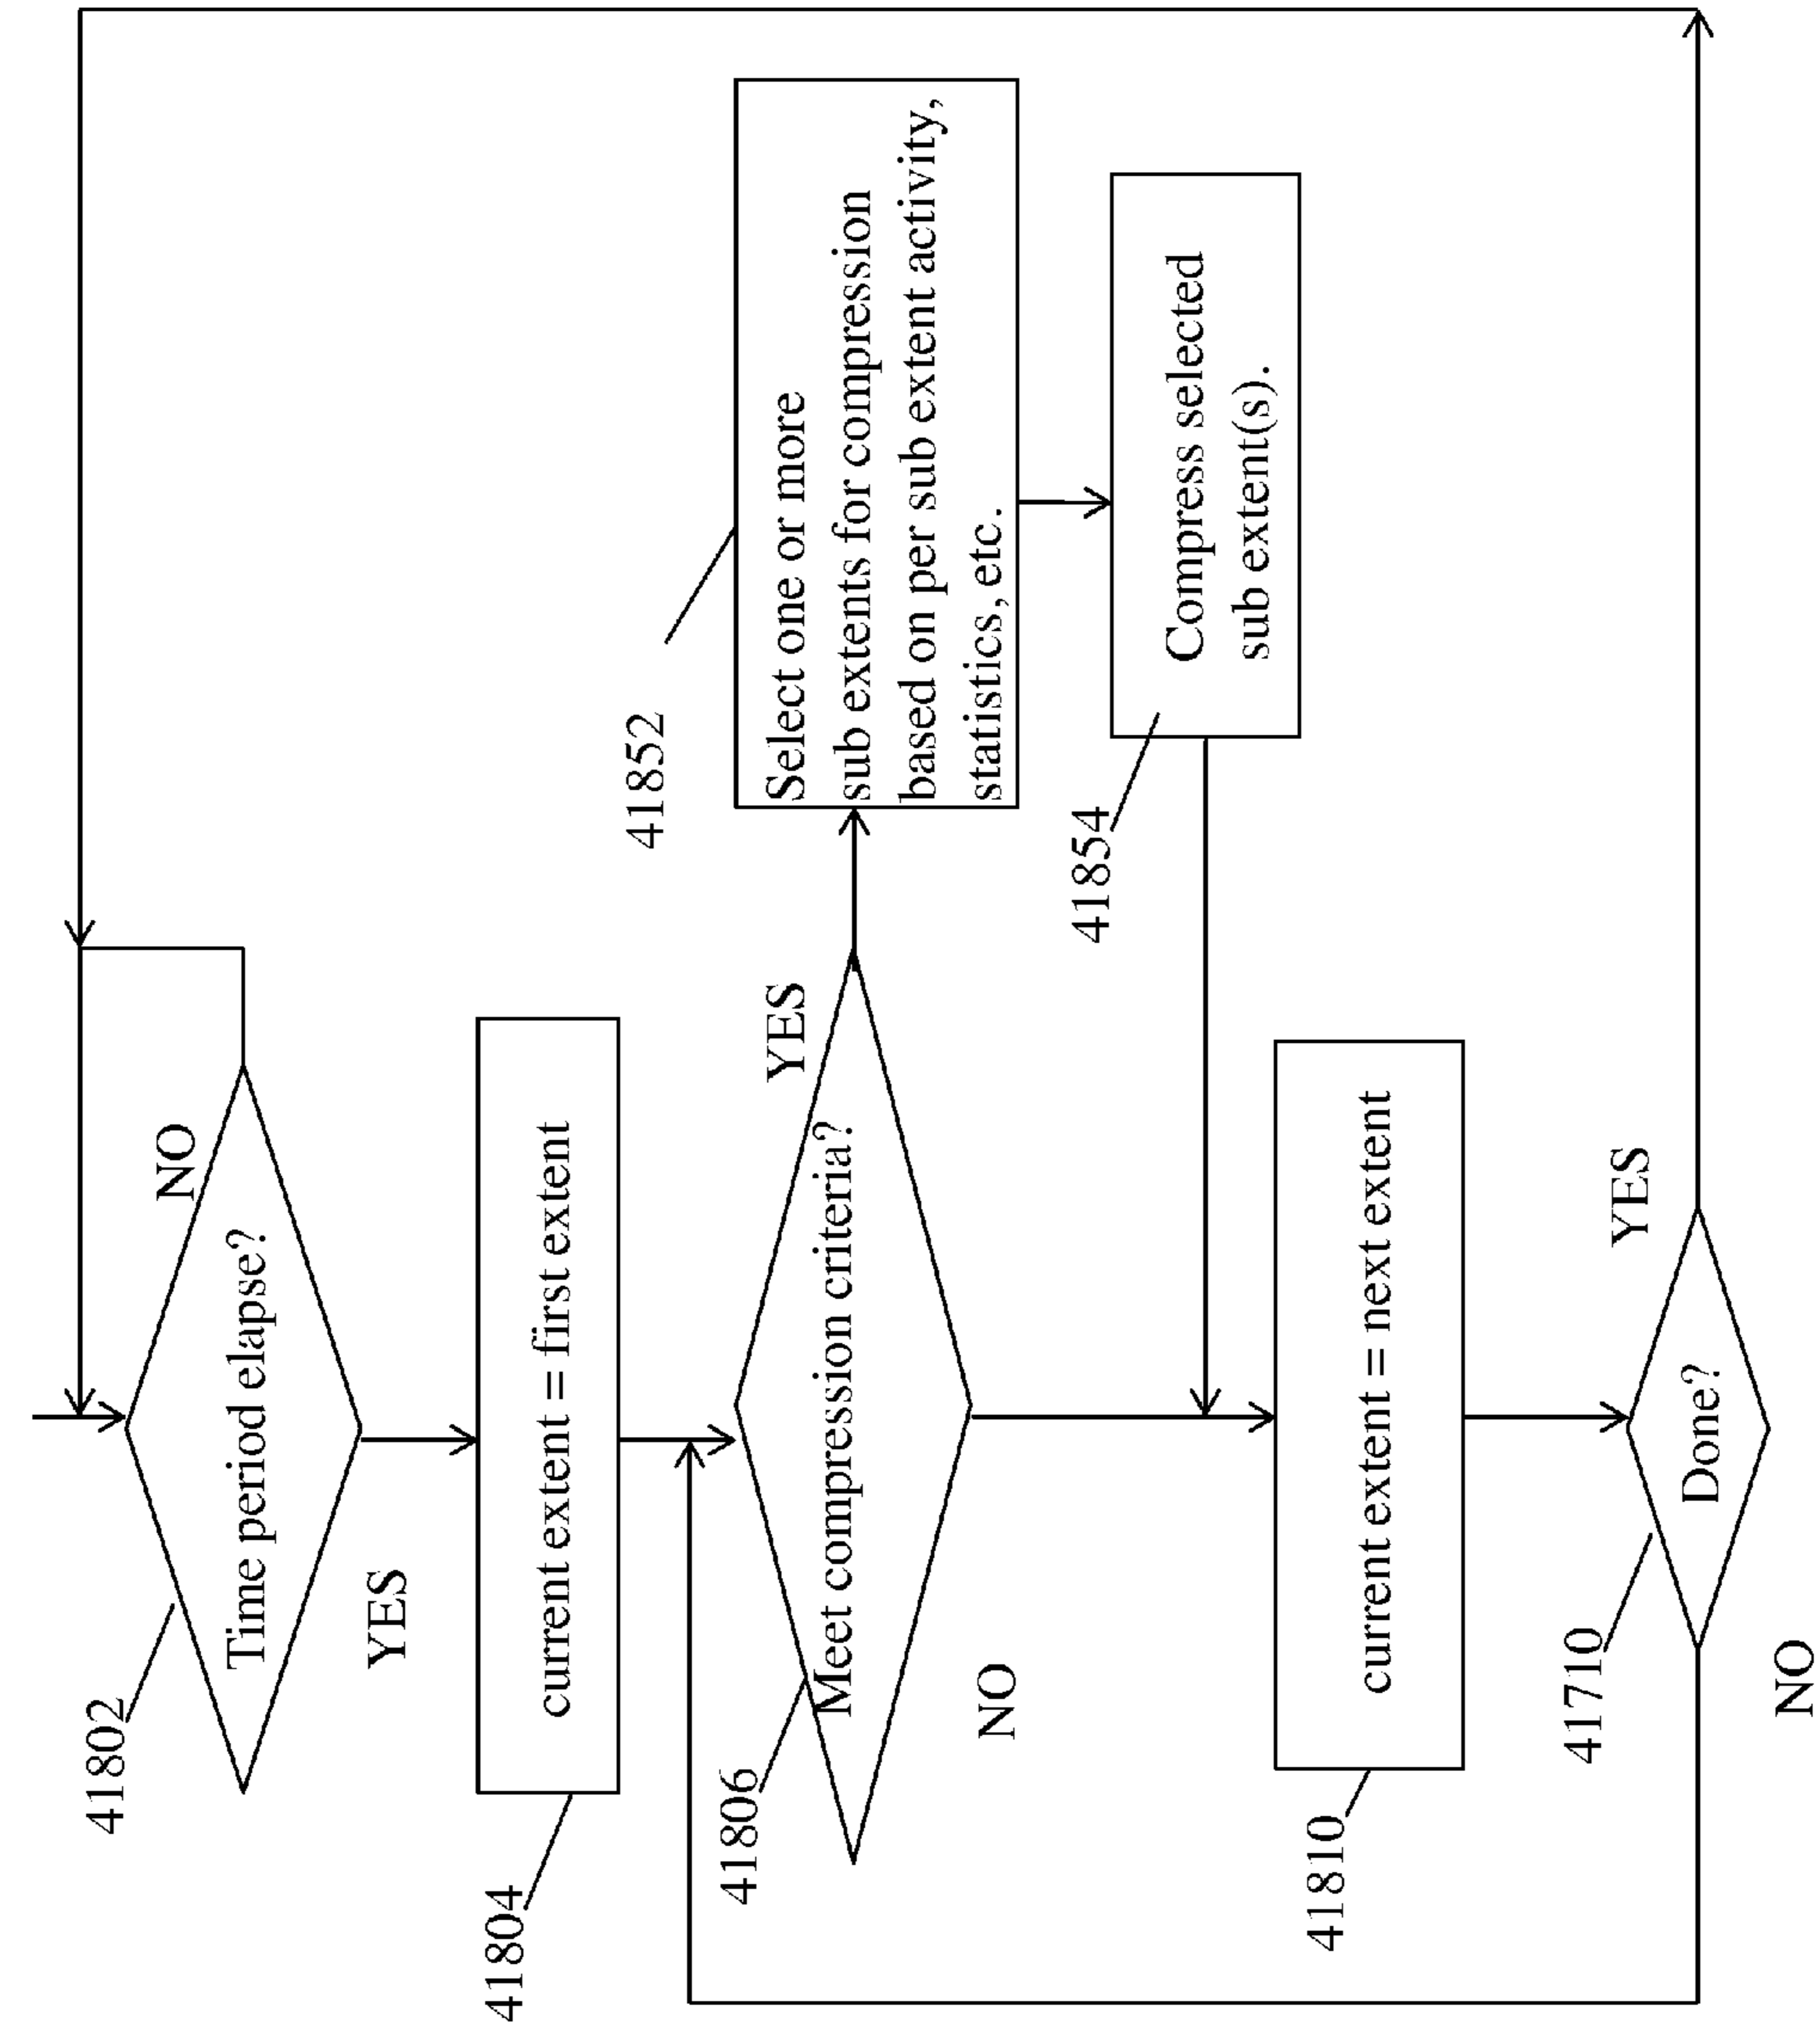 41802
Time period elapse?
NO
YES
41804
current extent = first extent
41806
Meet compression criteria?
YES
NO
41852
Select one or more
sub extents for compression
based on per sub extent activity,
statistics, etc.
41854
Compress selected
sub extent(s).
41810
current extent = next extent
41710
Done?
YES
NO